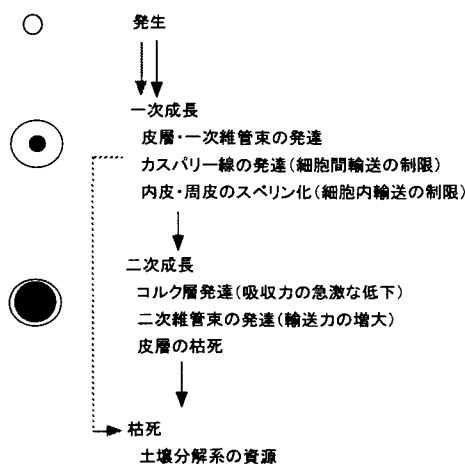 発生
一次成長
皮層・一次維管束の発達
カスパリー線の発達(細胞間輸送の制限)
内皮・周皮のスベリン化(細胞内輸送の制限)
二次成長
コルク層発達(吸収力の急激な低下)
二次維管束の発達(輸送力の増大)
皮層の枯死
枯死
土壌分解系の資源